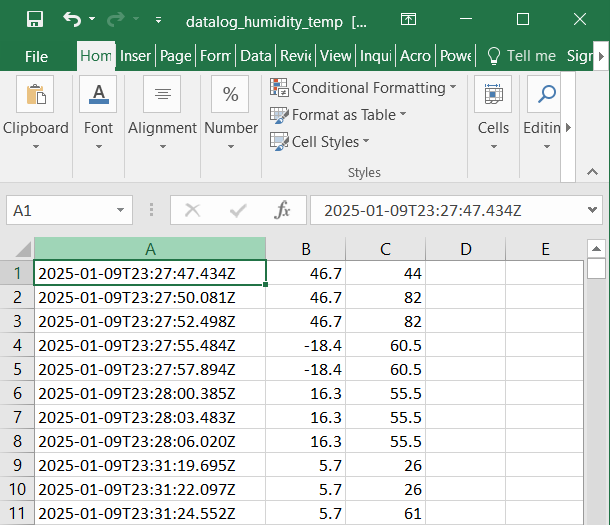 datalog_humidity_temp [...
File Hom Inser Page Form Data Revie View Inqui Acro Powe Tell me Sign
Clipboard
Font
Alignment
%
Number
Conditional Formatting
Format as Table
Cell Styles
Styles
Cells
Editin
A1 fx 2025-01-09T23:27:47.434Z
A B C D E
1 2025-01-09T23:27:47.434Z 46.7 44
2 2025-01-09T23:27:50.081Z 46.7 82
3 2025-01-09T23:27:52.498Z 46.7 82
4 2025-01-09T23:27:55.484Z -18.4 60.5
5 2025-01-09T23:27:57.894Z -18.4 60.5
6 2025-01-09T23:28:00.385Z 16.3 55.5
7 2025-01-09T23:28:03.483Z 16.3 55.5
8 2025-01-09T23:28:06.020Z 16.3 55.5
9 2025-01-09T23:31:19.695Z 5.7 26
10 2025-01-09T23:31:22.097Z 5.7 26
11 2025-01-09T23:31:24.552Z 5.7 61